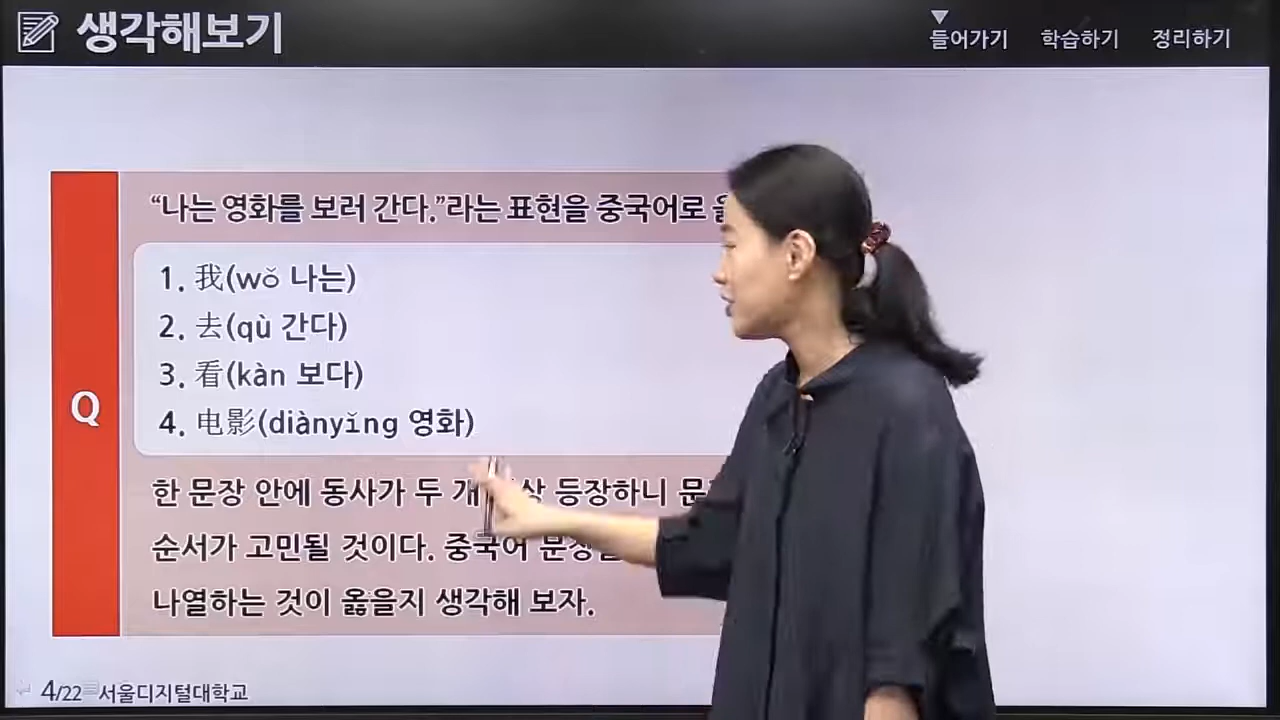 생각해보기
들어가기 학습하기 정리하기
“나는 영화를 보러 간다.”라는 표현을 중국어로
1. 我(wǒ 나는)
2. 去(qù 간다)
3. 看(kàn 보다)
4. 电影(diànyǐng 영화)
Q
한 문장 안에 동사가 두 개 등장하니
순서가 고민될 것이다. 중국어
나열하는 것이 옳을지 생각해 보자.
4/22 서울디지털대학교